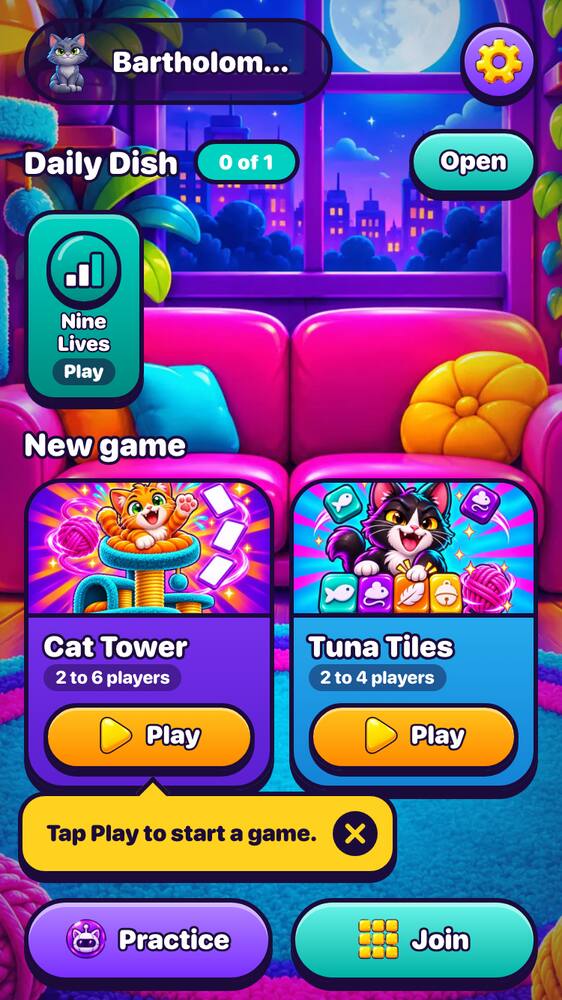 Bartholom...
Daily Dish
0 of 1
Open
Nine
Lives
Play
New game
Cat Tower
2 to 6 players
Play
Tuna Tiles
2 to 4 players
Play
Tap Play to start a game.
Practice
Join